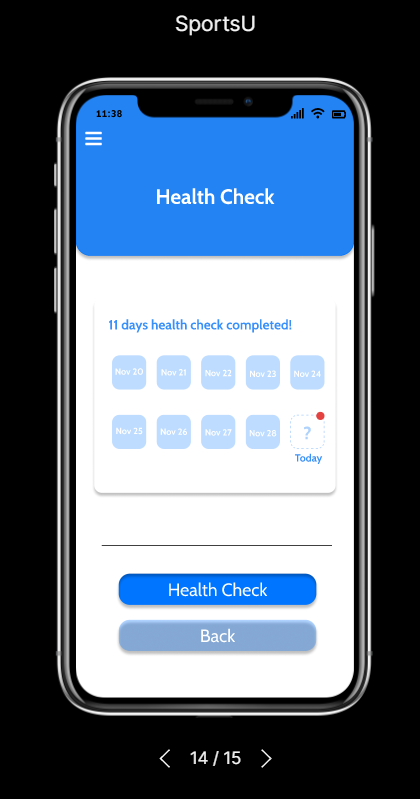 SportsU
11:38
Health Check
11 days health check completed!
Nov 20 Nov 21 Nov 22 Nov 23 Nov 24
Nov 25 Nov 26 Nov 27 Nov 28 ?
Today
Health Check
Back
14 / 15